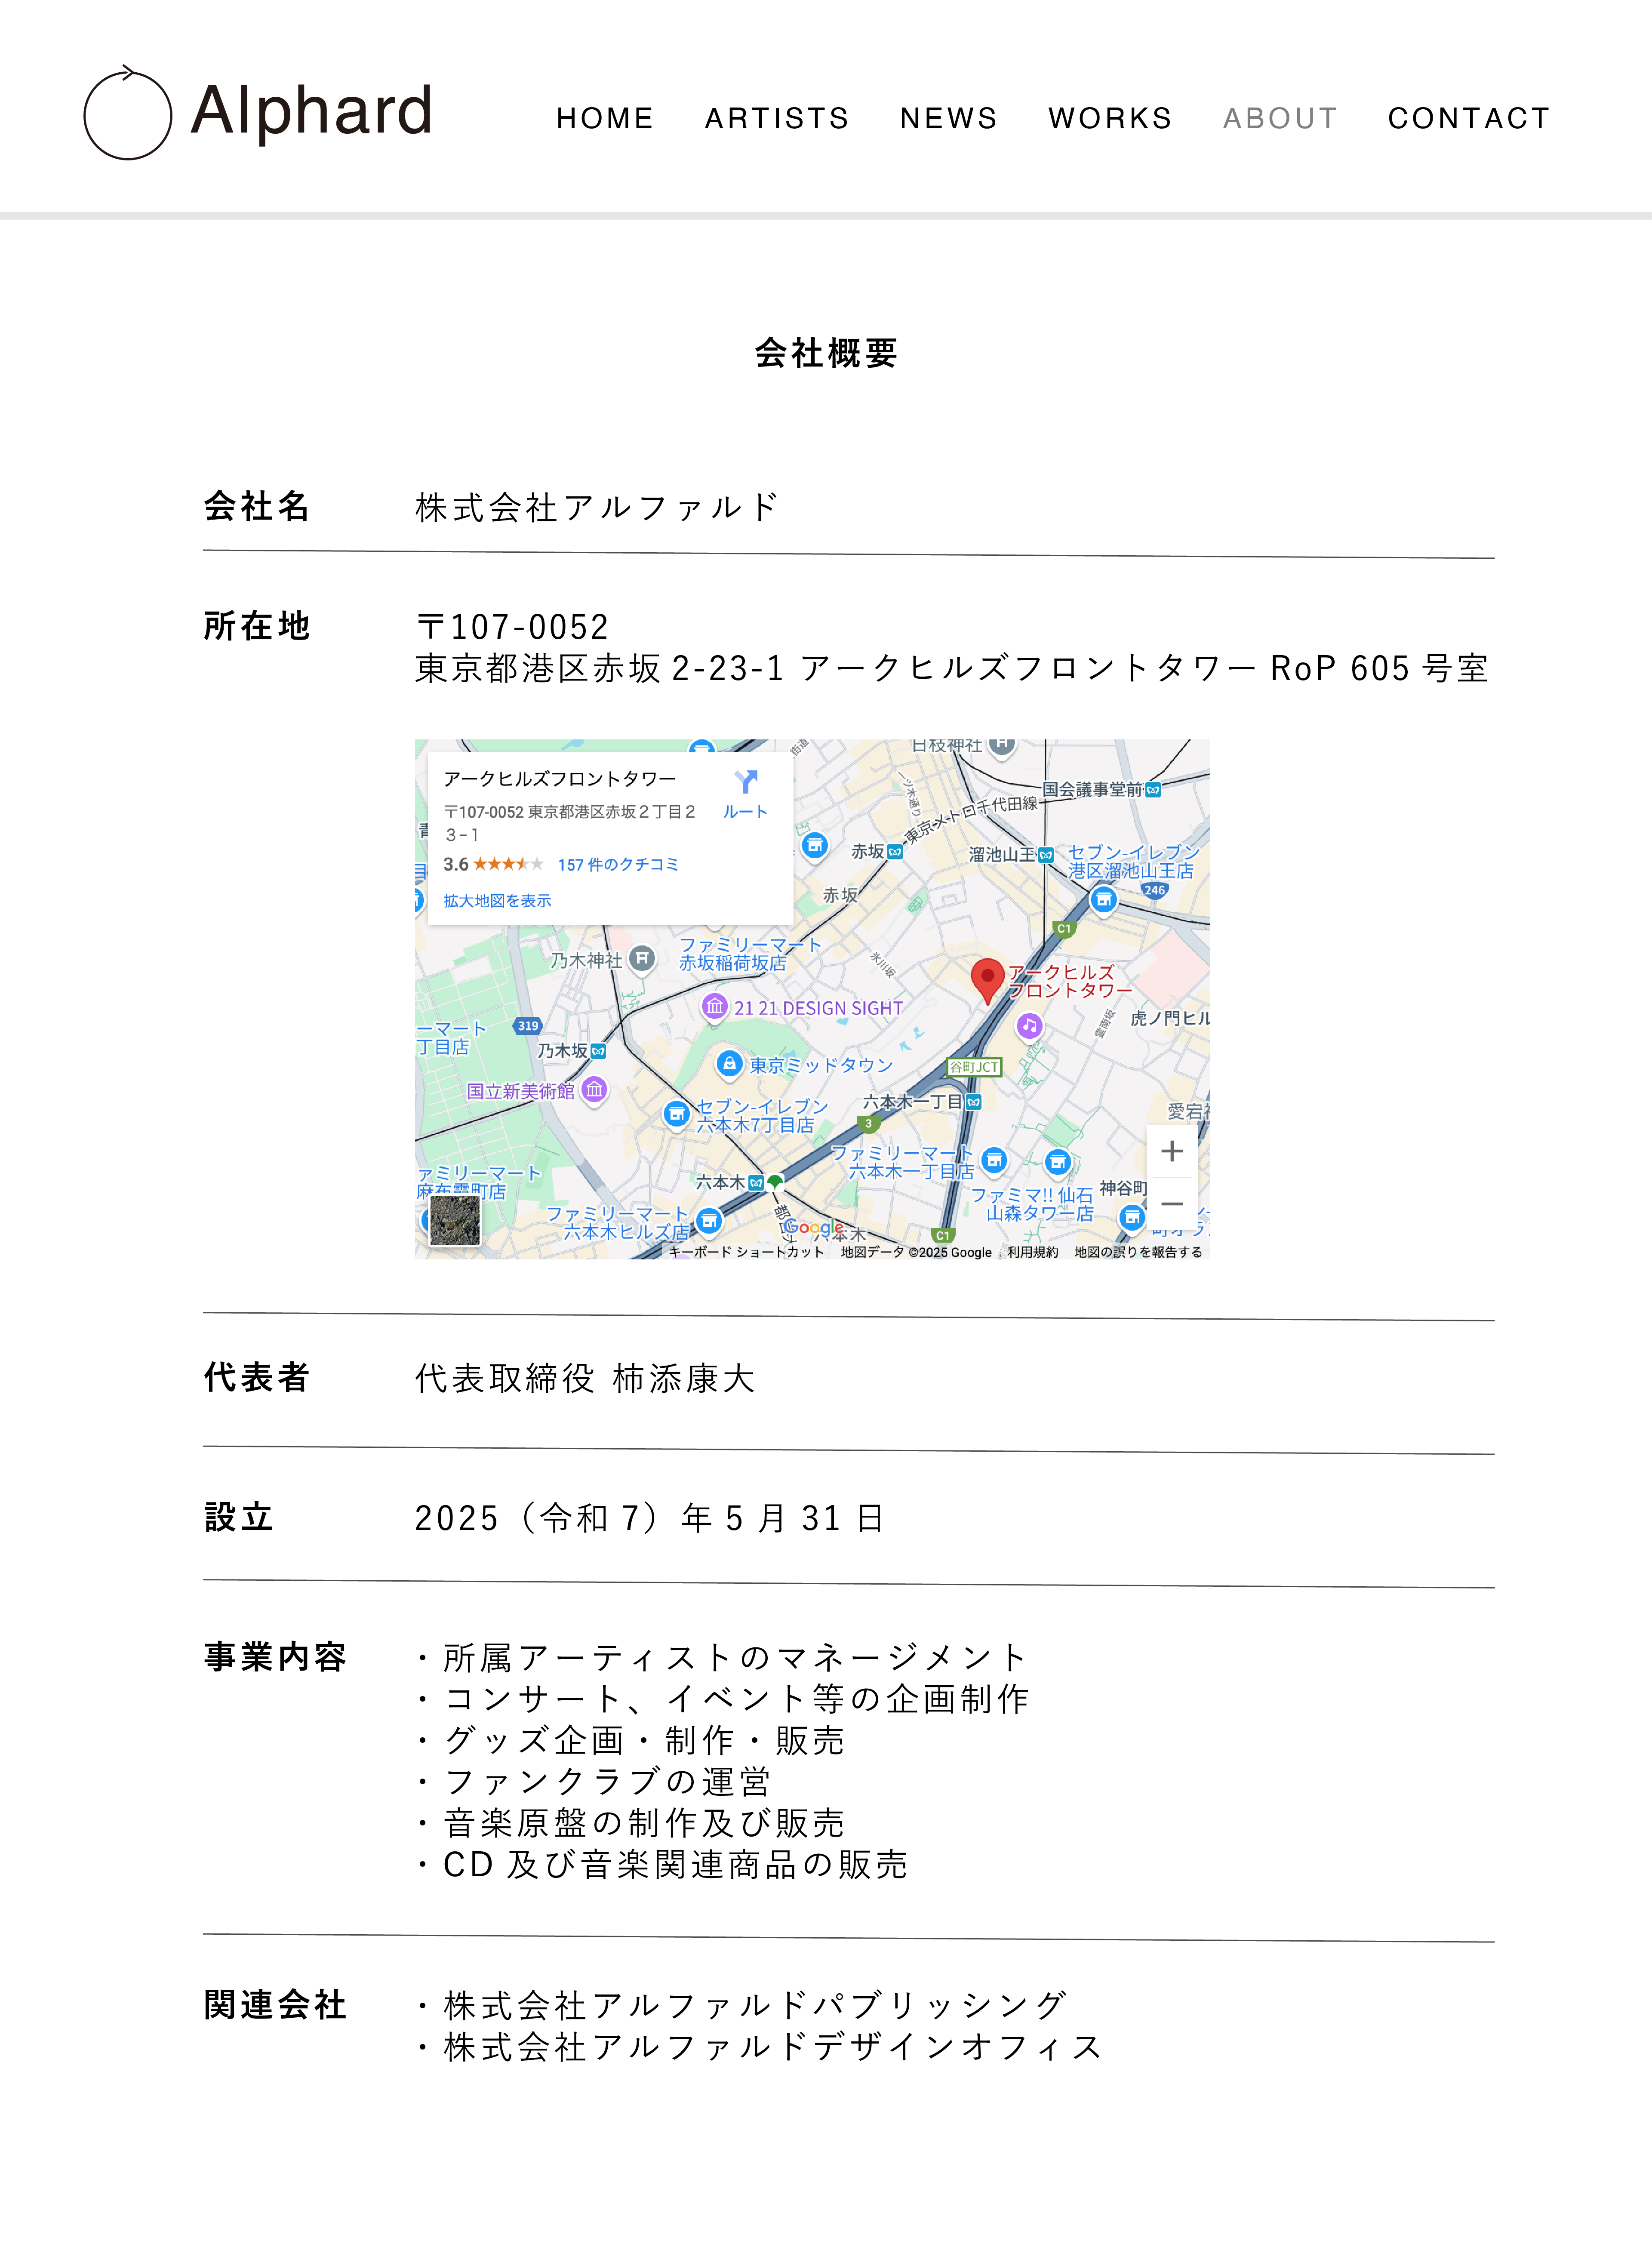 Alphard
HOME ARTISTS NEWS WORKS ABOUT CONTACT
会社概要
会社名
株式会社アルファルド
所在地
〒107-0052
東京都港区赤坂 2-23-1 アークヒルズフロントタワー RoP 605 号室
アークヒルズフロントタワー
ルート
〒107-0052 東京都港区赤坂２丁目２
３−１
3.6
157 件のクチコミ
拡大地図を表示
日枝神社
国会議事堂前
一ツ木通り
東京メトロ千代田線
赤坂
溜池山王
セブン-イレブン
港区溜池山王店
246
赤坂
C1
ファミリーマート
赤坂稲荷坂店
乃木神社
氷川坂
アークヒルズ
フロントタワー
21 21 DESIGN SIGHT
ーマート
丁目店
319
虎ノ門ヒル
霊南坂
乃木坂
東京ミッドタウン
谷町JCT
国立新美術館
六本木一丁目
セブン-イレブン
六本木7丁目店
3
ファミリーマート
六本木一丁目店
ァミリーマート
麻布霞町店
六本木
ファミマ!! 仙石
山森タワー店
神谷町
ファミリーマート
六本木ヒルズ店
Google
C1
キーボード ショートカット 地図データ ©2025 Google 利用規約 地図の誤りを報告する
代表者
代表取締役 柿添康大
設立
2025（令和 7）年 5 月 31 日
事業内容
・所属アーティストのマネージメント
・コンサート、イベント等の企画制作
・グッズ企画・制作・販売
・ファンクラブの運営
・音楽原盤の制作及び販売
・CD 及び音楽関連商品の販売
関連会社
・株式会社アルファルドパブリッシング
・株式会社アルファルドデザインオフィス